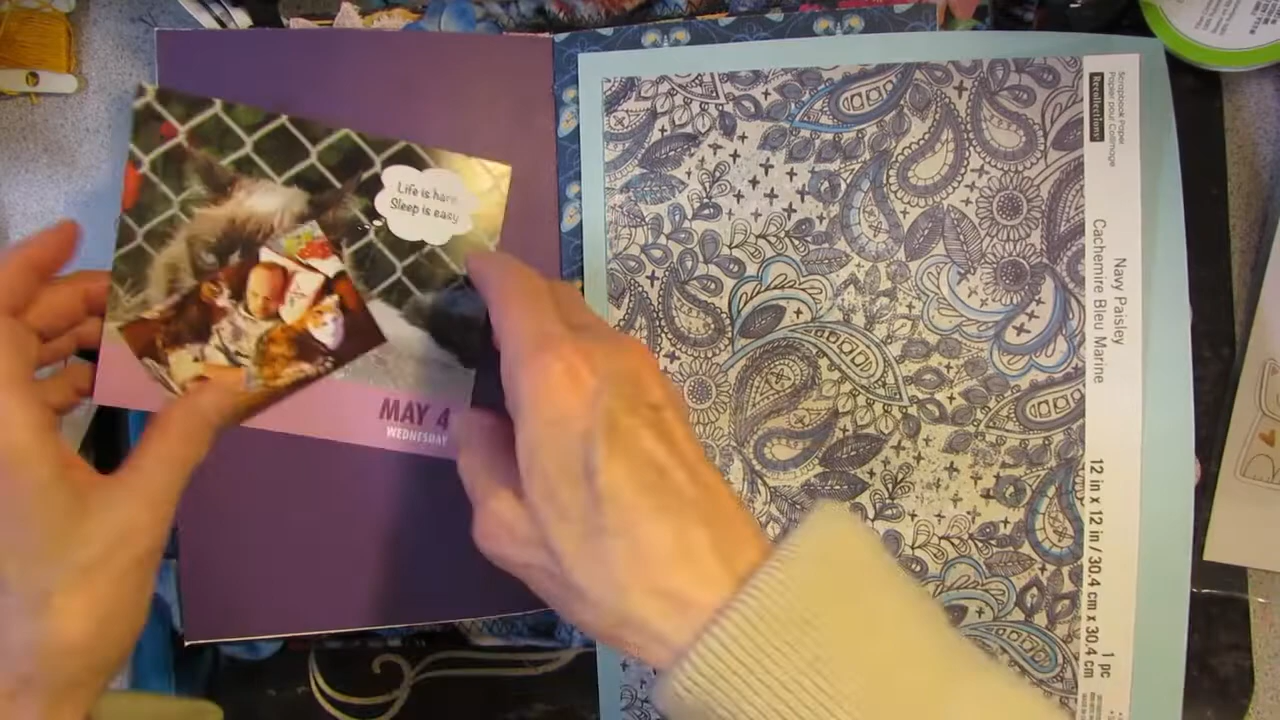 Life is hard
Sleep is easy
MAY 4
WEDNESDAY
Scrapbook Paper
Papier pour Collimage
Recollections
Navy Paisley
Cachemire Bleu Marine
12 in x 12 in / 30.4 cm x 30.4 cm
1 pc